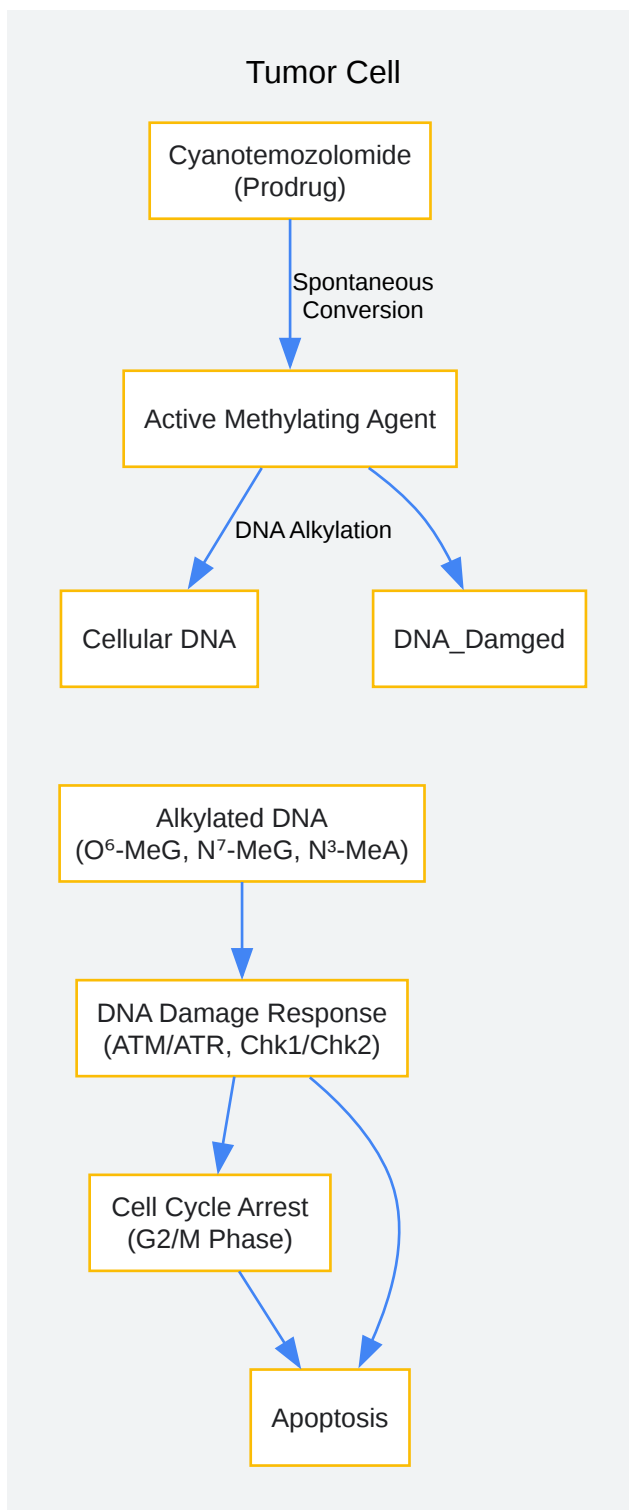 Tumor Cell
Cyanotemozolomide
(Prodrug)
Spontaneous
Conversion
Active Methylating Agent
DNA Alkylation
Cellular DNA
DNA_Damged
Alkylated DNA
(O⁶-MeG, N⁷-MeG, N³-MeA)
DNA Damage Response
(ATM/ATR, Chk1/Chk2)
Cell Cycle Arrest
(G2/M Phase)
Apoptosis